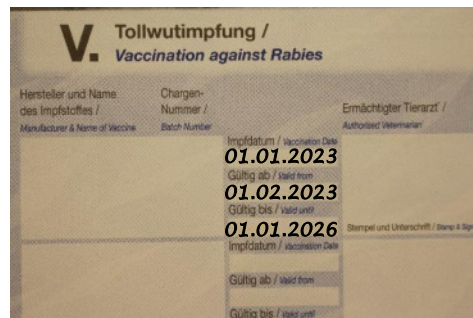 V.
Tollwutimpfung /
Vaccination against Rabies
Hersteller und Name
des Impfstoffes /
Manufacturer & Name of Vaccine
Chargen-
Nummer /
Batch Number
Ermächtigter Tierarzt /
Authorised Veterinarian
Impfdatum / Vaccination Date
01.01.2023
Gültig ab / Valid from
01.02.2023
Gültig bis / Valid until
01.01.2026
Stempel und Unterschrift / Stamp &
Impfdatum / Vaccination Date
Gültig ab / Valid from
Gültig bis / Valid until